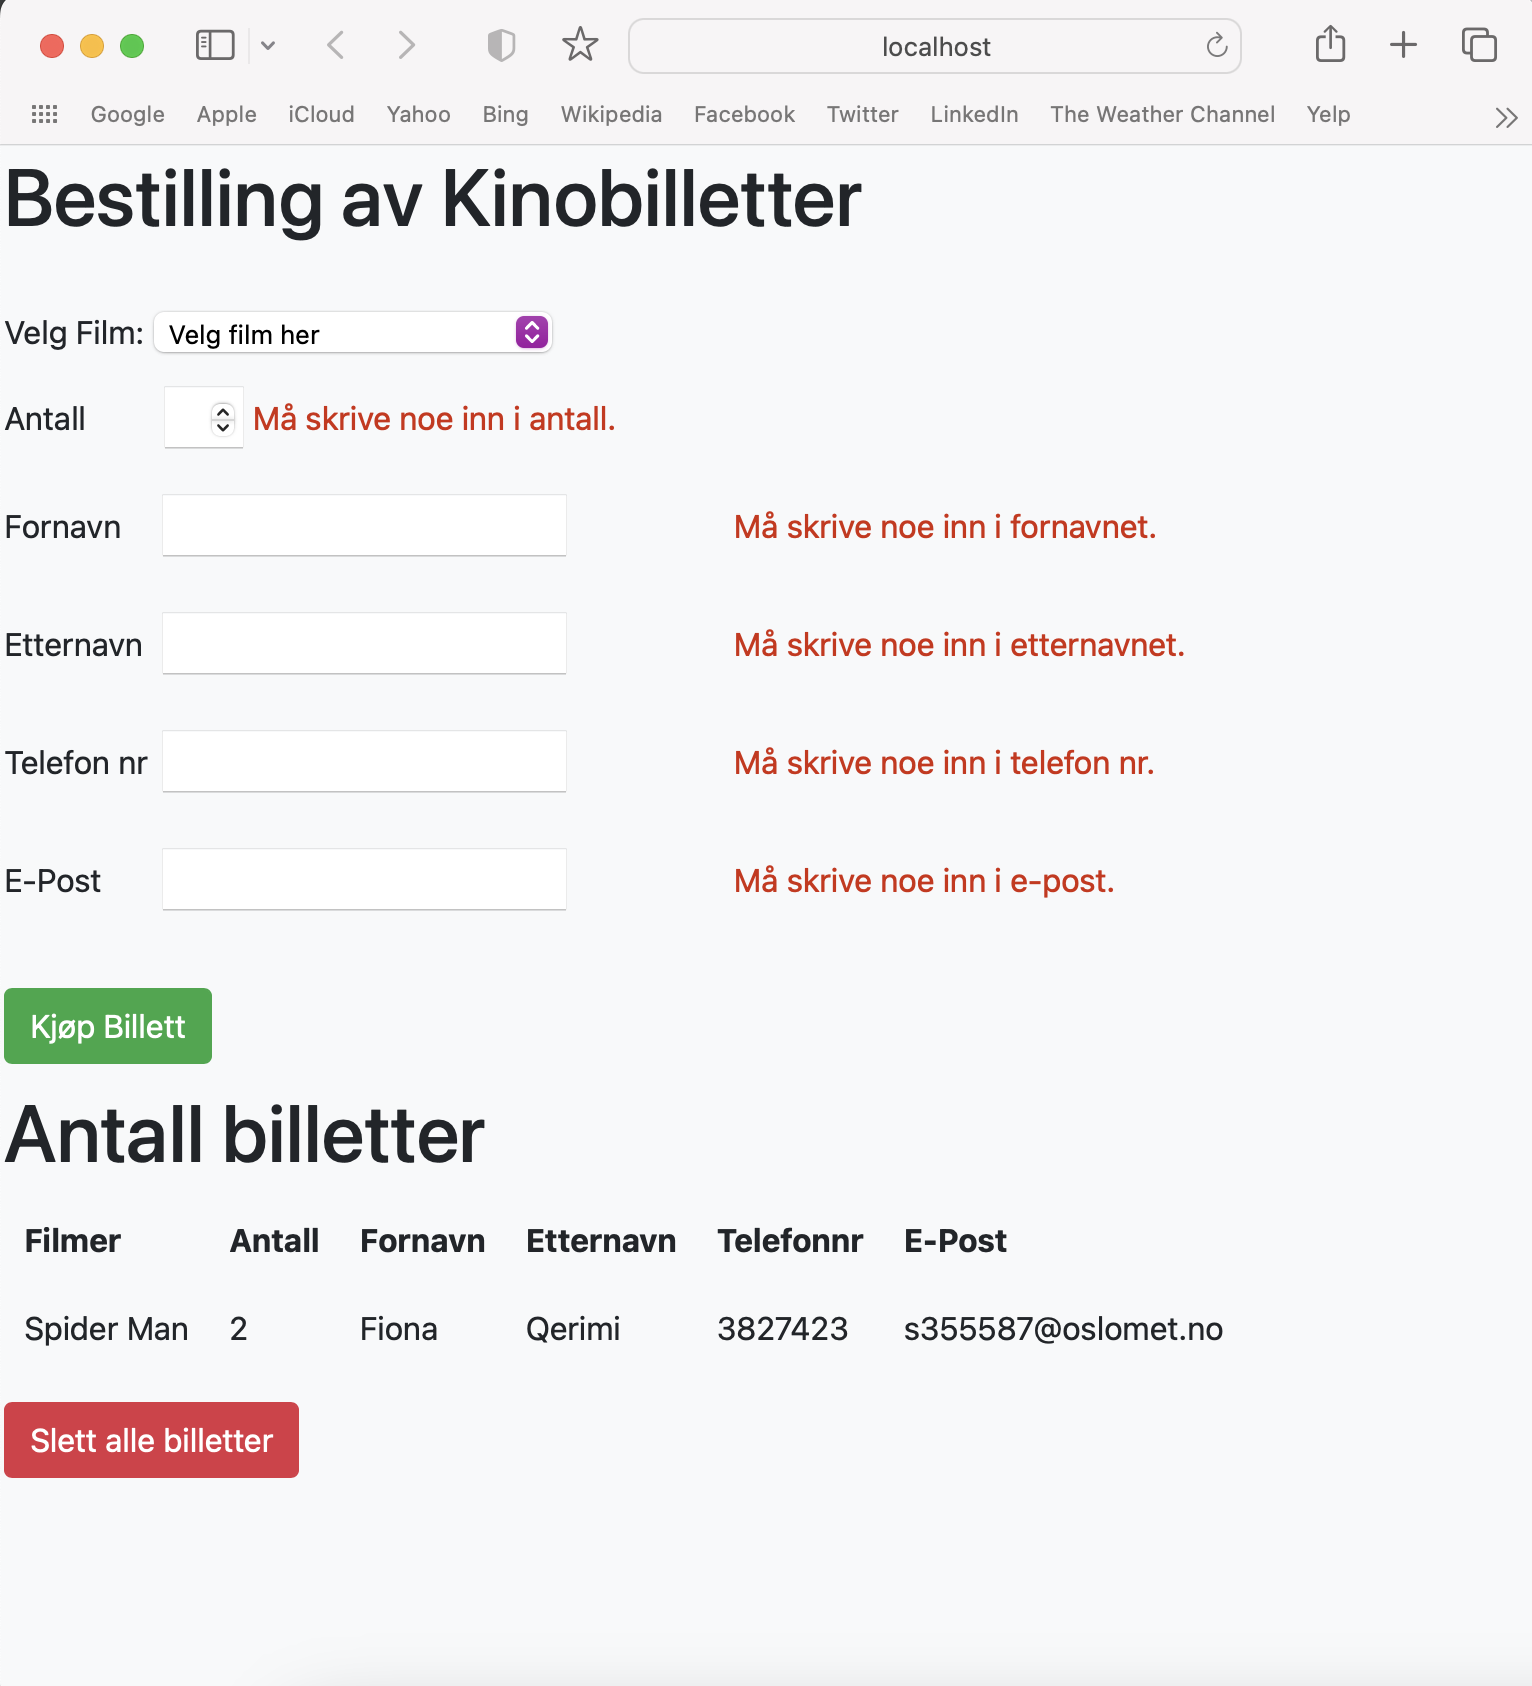 localhost
Google Apple iCloud Yahoo Bing Wikipedia Facebook Twitter LinkedIn The Weather Channel Yelp
Bestilling av Kinobilletter
Velg Film: Velg film her
Antall Må skrive noe inn i antall.
Fornavn Må skrive noe inn i fornavnet.
Etternavn Må skrive noe inn i etternavnet.
Telefon nr Må skrive noe inn i telefon nr.
E-Post Må skrive noe inn i e-post.
Kjøp Billett
Antall billetter
Filmer Antall Fornavn Etternavn Telefonnr E-Post
Spider Man 2 Fiona Qerimi 3827423 s355587@oslomet.no
Slett alle billetter